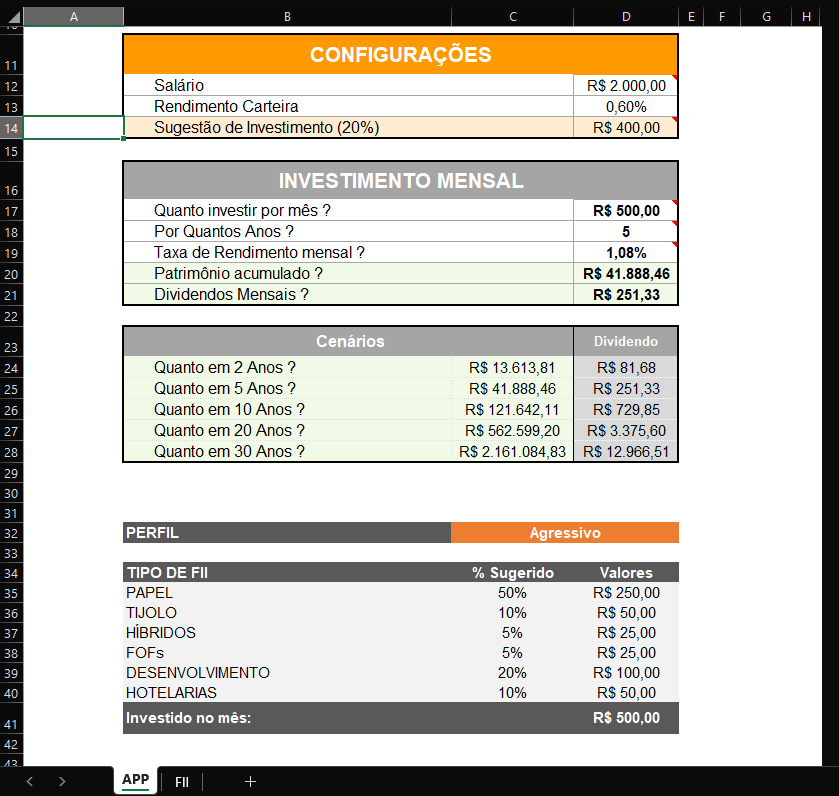 A B C D E F G H
11 CONFIGURAÇÕES
12 Salário R$ 2.000,00
13 Rendimento Carteira 0,60%
14 Sugestão de Investimento (20%) R$ 400,00
15
16 INVESTIMENTO MENSAL
17 Quanto investir por mês ? R$ 500,00
18 Por Quantos Anos ? 5
19 Taxa de Rendimento mensal ? 1,08%
20 Patrimônio acumulado ? R$ 41.888,46
21 Dividendos Mensais ? R$ 251,33
22
23 Cenários Dividendo
24 Quanto em 2 Anos ? R$ 13.613,81 R$ 81,68
25 Quanto em 5 Anos ? R$ 41.888,46 R$ 251,33
26 Quanto em 10 Anos ? R$ 121.642,11 R$ 729,85
27 Quanto em 20 Anos ? R$ 562.599,20 R$ 3.375,60
28 Quanto em 30 Anos ? R$ 2.161.084,83 R$ 12.966,51
29
30
31
32 PERFIL Agressivo
33
34 TIPO DE FII % Sugerido Valores
35 PAPEL 50% R$ 250,00
36 TIJOLO 10% R$ 50,00
37 HÍBRIDOS 5% R$ 25,00
38 FOFs 5% R$ 25,00
39 DESENVOLVIMENTO 20% R$ 100,00
40 HOTELARIAS 10% R$ 50,00
41 Investido no mês: R$ 500,00
42
43
APP FII +